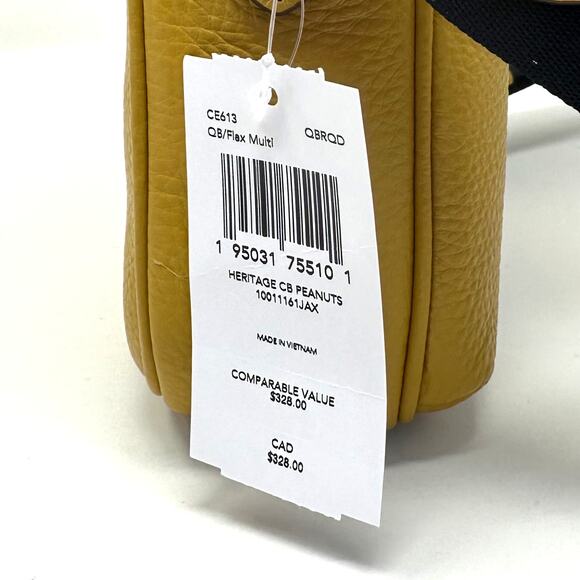 CE613
QB/Flax Multi QBRQD
1 95031 75510 1
HERITAGE CB PEANUTS
10011161JAX
MADE IN VIETNAM
COMPARABLE VALUE
$328.00
CAD
$328.00